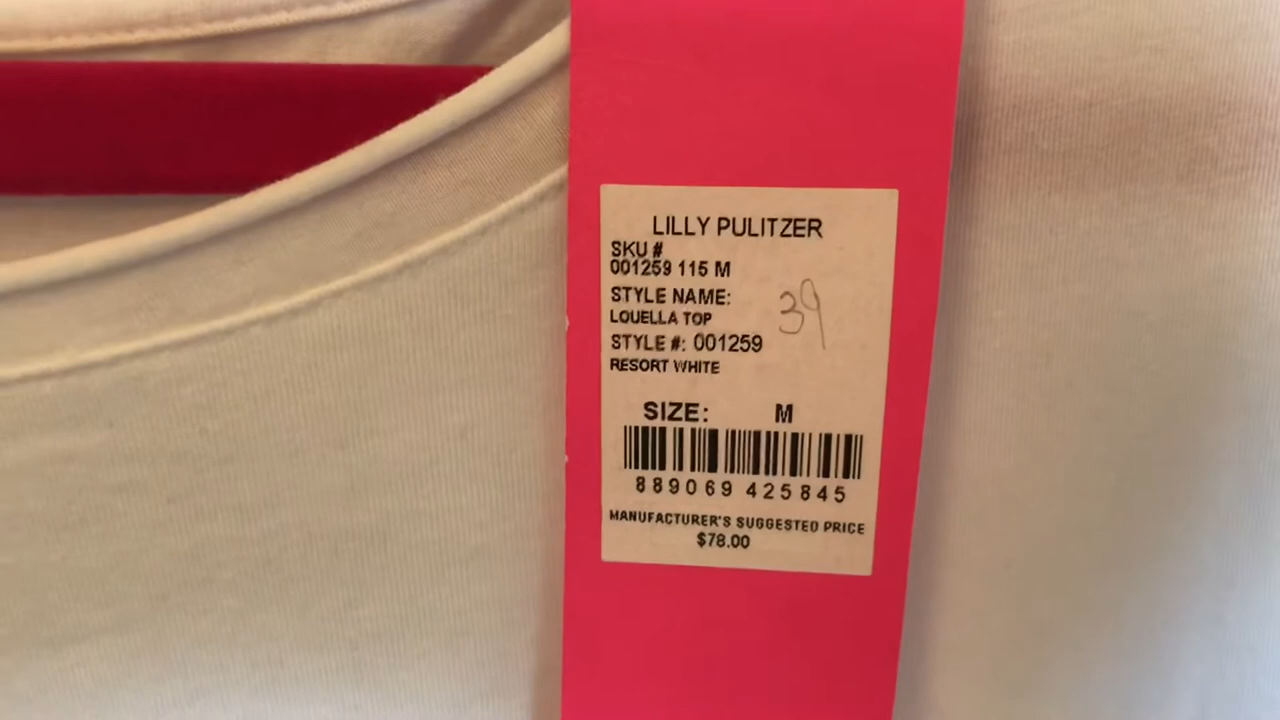 LILLY PULITZER
SKU #
001259 115 M
STYLE NAME:
39
LOUELLA TOP
STYLE #: 001259
RESORT WHITE
SIZE: M
889069 425845
MANUFACTURER'S SUGGESTED PRICE
$78.00